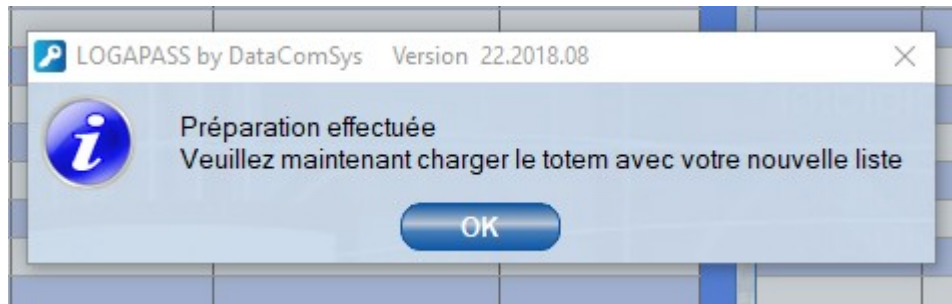 LOGAPASS by DataComSys Version 22.2018.08
Préparation effectuée
Veuillez maintenant charger le totem avec votre nouvelle liste
OK